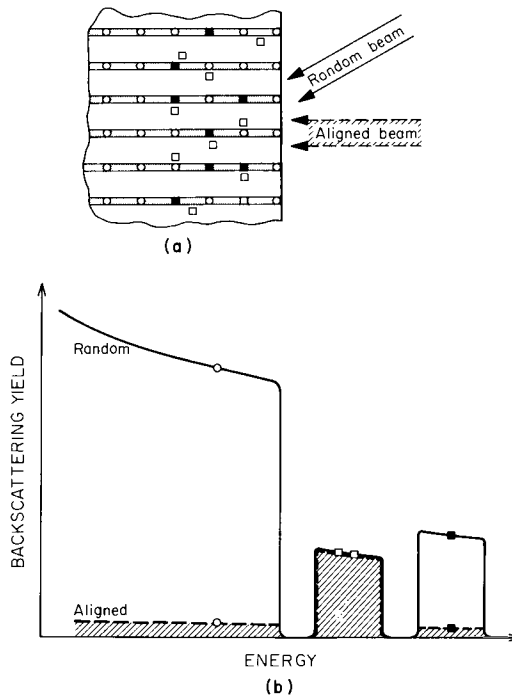 Random beam
Aligned beam
(a)
BACKSCATTERING YIELD
Random
Aligned
ENERGY
(b)